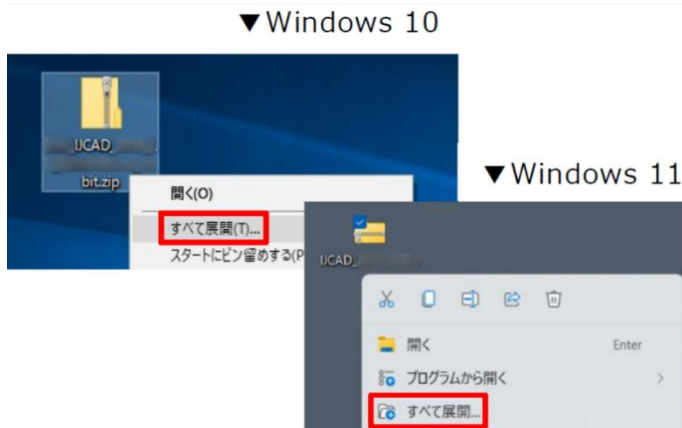 ▼Windows 10
IJCAD_
bit.zip
開く(O)
すべて展開(T)...
スタートにピン留めする(P
▼Windows 11
IJCAD_
開く Enter
プログラムから開く
すべて展開...